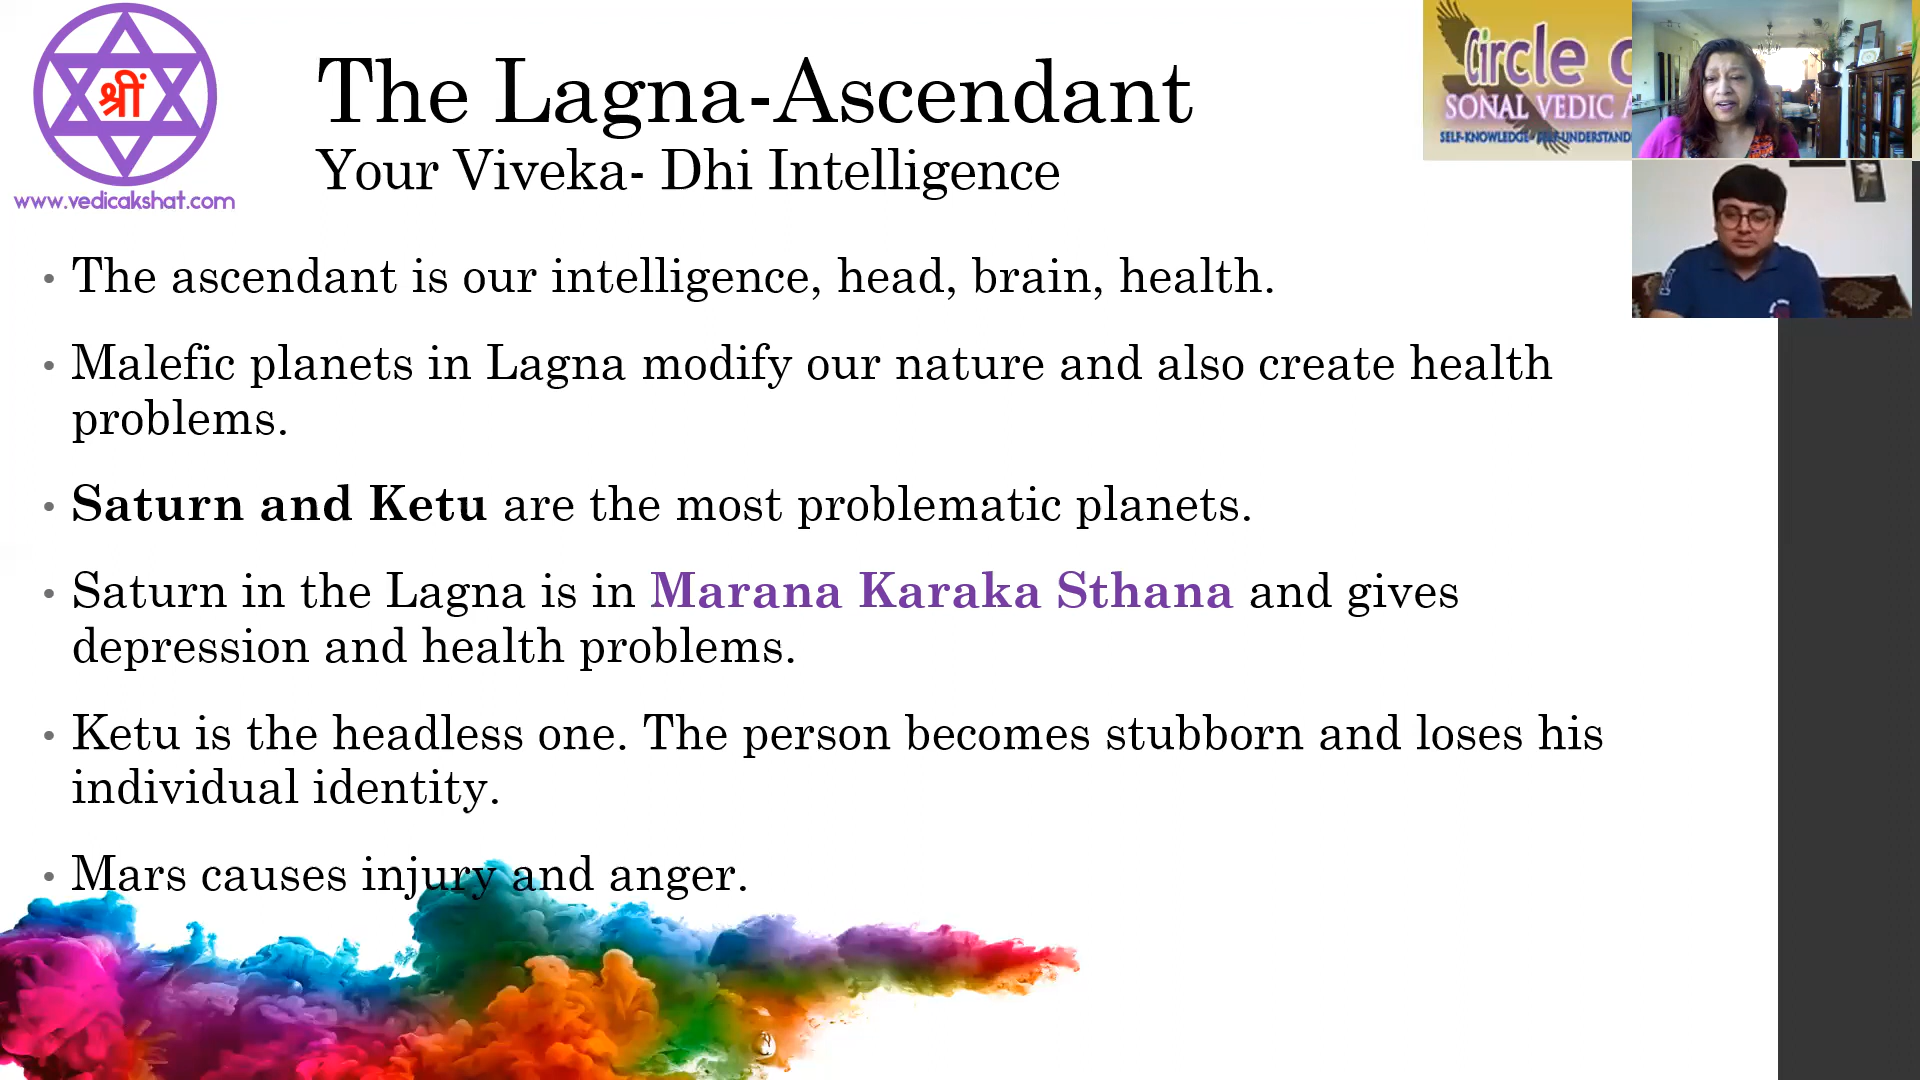 श्रीं
www.vedicakshat.com
The Lagna-Ascendant
Your Viveka- Dhi Intelligence
Circle
SONAL VEDIC
SELF-KNOWLEDGE
• The ascendant is our intelligence, head, brain, health.
• Malefic planets in Lagna modify our nature and also create health
problems.
• Saturn and Ketu are the most problematic planets.
• Saturn in the Lagna is in Marana Karaka Sthana and gives
depression and health problems.
• Ketu is the headless one. The person becomes stubborn and loses his
individual identity.
• Mars causes injury and anger.